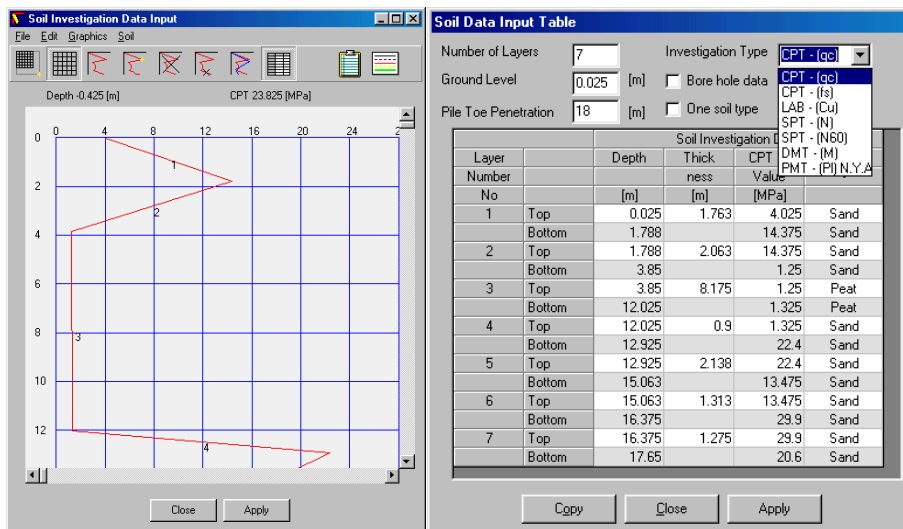 Soil Investigation Data Input
File Edit Graphics Soil
Depth -0.425 [m] CPT 23.825 [MPa]
0 4 8 12 16 20 24 2
0
2
4
6
8
10
12
1
2
3
4
Close Apply
Soil Data Input Table
Number of Layers 7 Investigation Type CPT - (qc)
Ground Level 0.025 [m] Bore hole data
Pile Toe Penetration 18 [m] One soil type
CPT - (qc)
CPT - (fs)
LAB - (Cu)
SPT - (N)
SPT - (N60)
DMT - (M)
PMT - (Pl) N.Y.A
Soil Investigation D
Layer Depth Thick CPT
Number ness Value
No [m] [m] [MPa]
1 Top 0.025 1.763 4.025 Sand
Bottom 1.788 14.375 Sand
2 Top 1.788 2.063 14.375 Sand
Bottom 3.85 1.25 Sand
3 Top 3.85 8.175 1.25 Peat
Bottom 12.025 1.325 Peat
4 Top 12.025 0.9 1.325 Sand
Bottom 12.925 22.4 Sand
5 Top 12.925 2.138 22.4 Sand
Bottom 15.063 13.475 Sand
6 Top 15.063 1.313 13.475 Sand
Bottom 16.375 29.9 Sand
7 Top 16.375 1.275 29.9 Sand
Bottom 17.65 20.6 Sand
Copy Close Apply